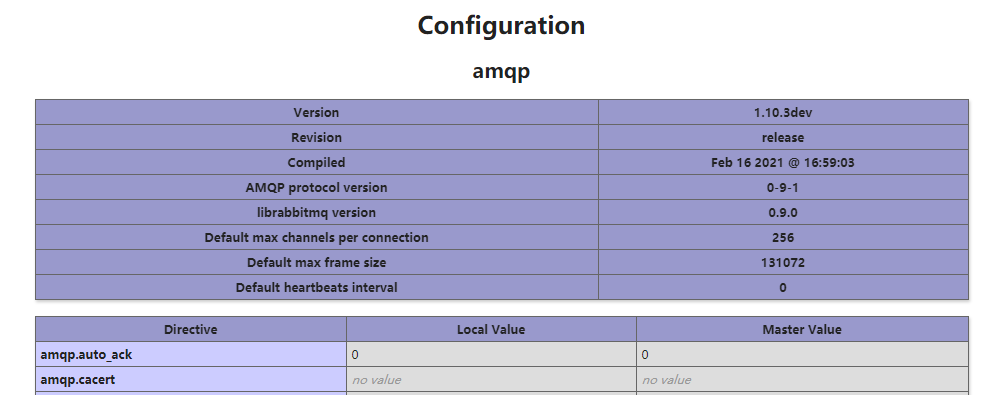 Configuration
amqp
Version 1.10.3dev
Revision release
Compiled Feb 16 2021 @ 16:59:03
AMQP protocol version 0-9-1
librabbitmq version 0.9.0
Default max channels per connection 256
Default max frame size 131072
Default heartbeats interval 0
Directive Local Value Master Value
amqp.auto_ack 0 0
amqp.cacert no value no value